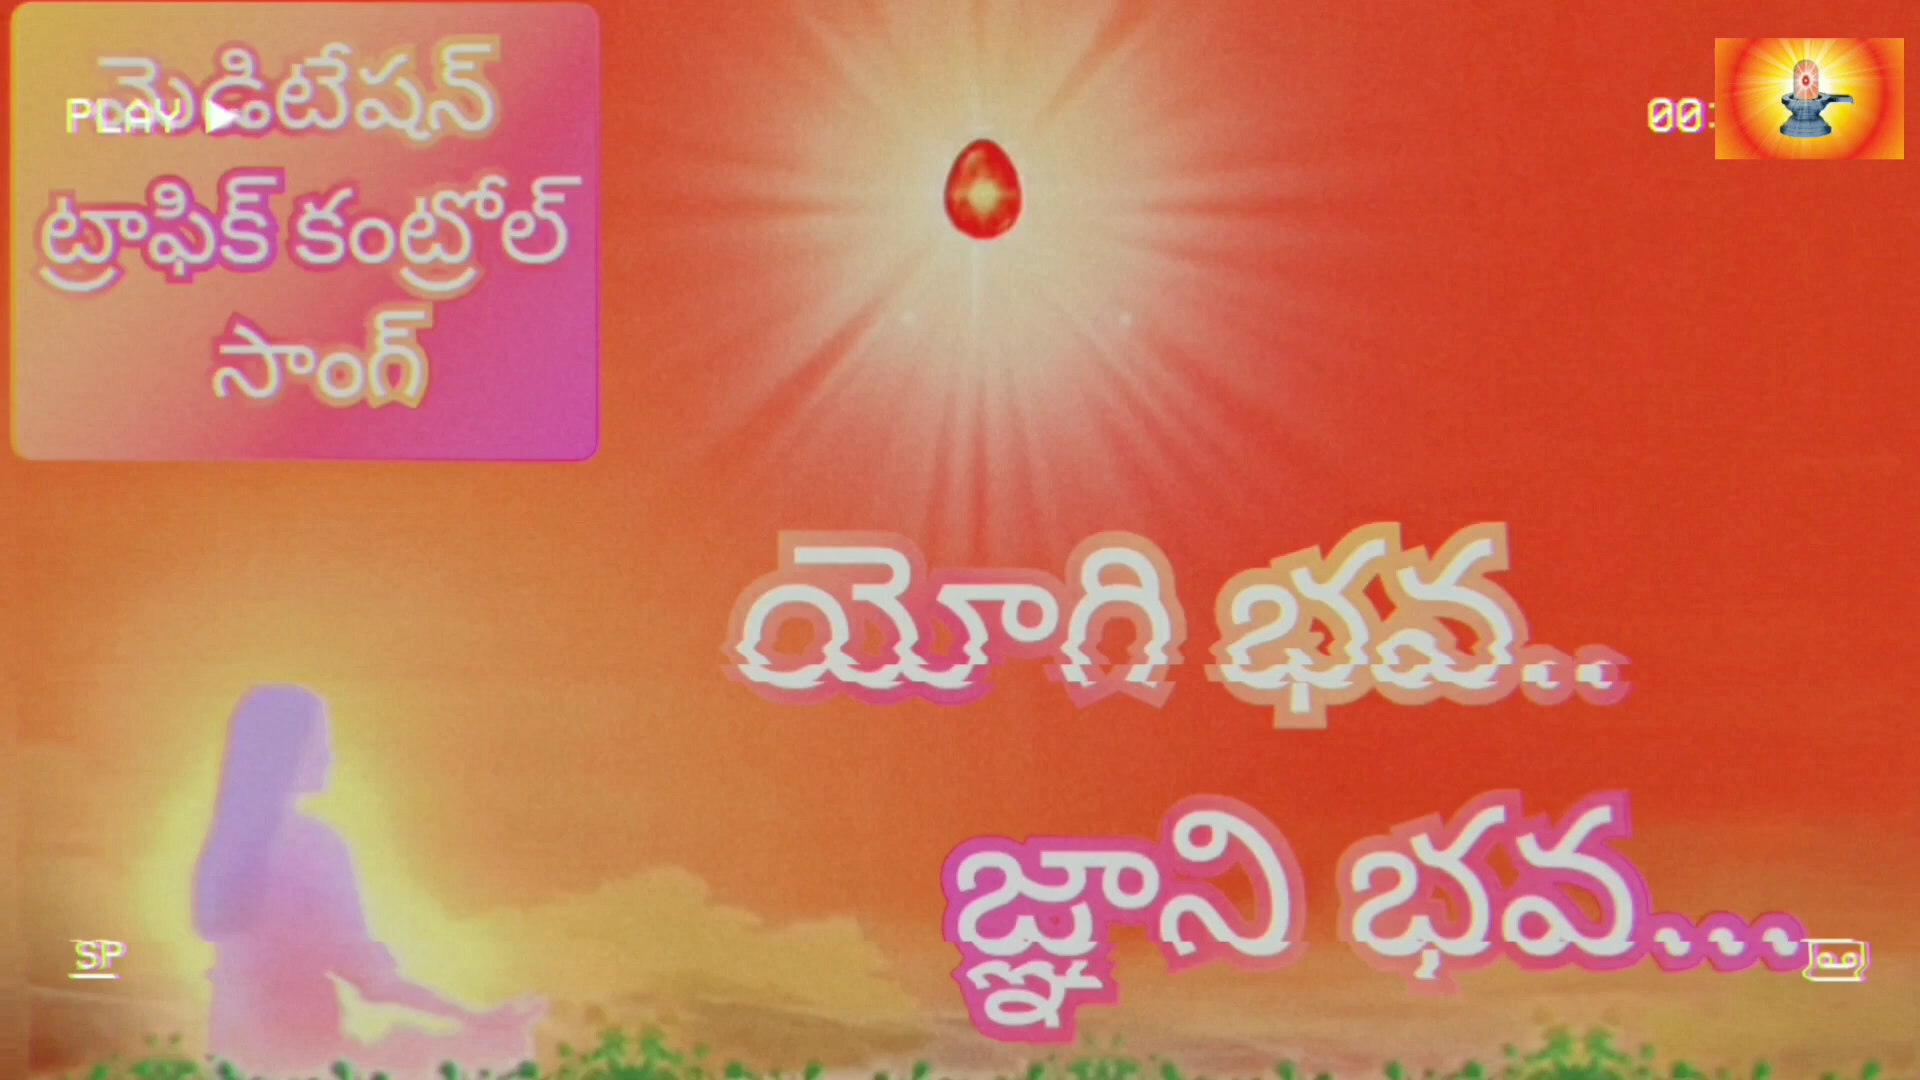 మెడిటేషన్
PLAY
ట్రాఫిక్ కంట్రోల్
సాంగ్
00:
యోగి భవ..
జ్ఞాని భవ...
SP